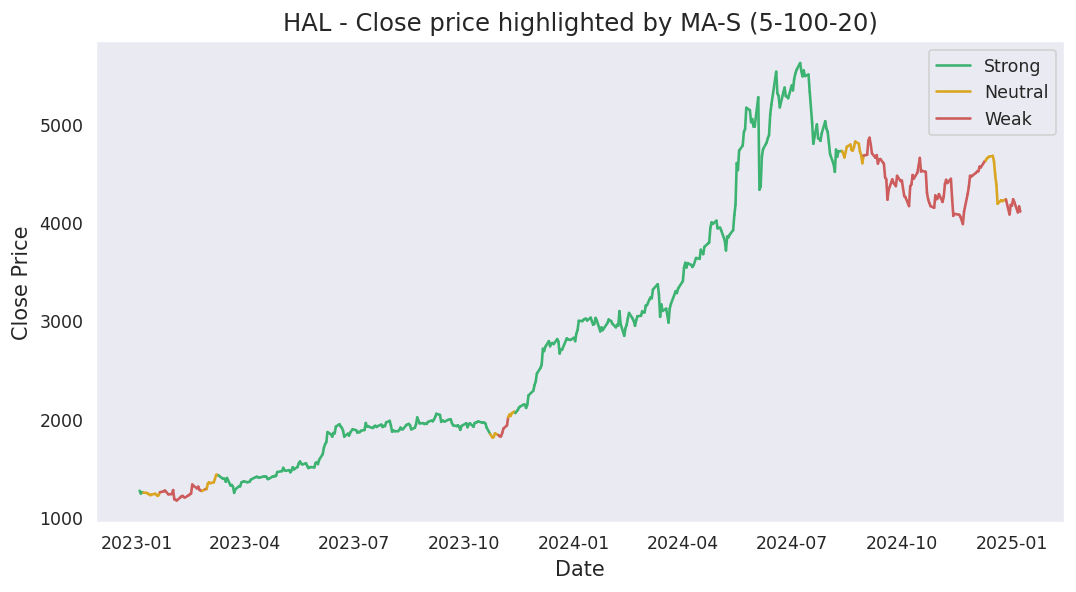 HAL - Close price highlighted by MA-S (5-100-20)
Strong
Neutral
Weak
5000
4000
3000
2000
1000
Close Price
2023-01 2023-04 2023-07 2023-10 2024-01 2024-04 2024-07 2024-10 2025-01
Date